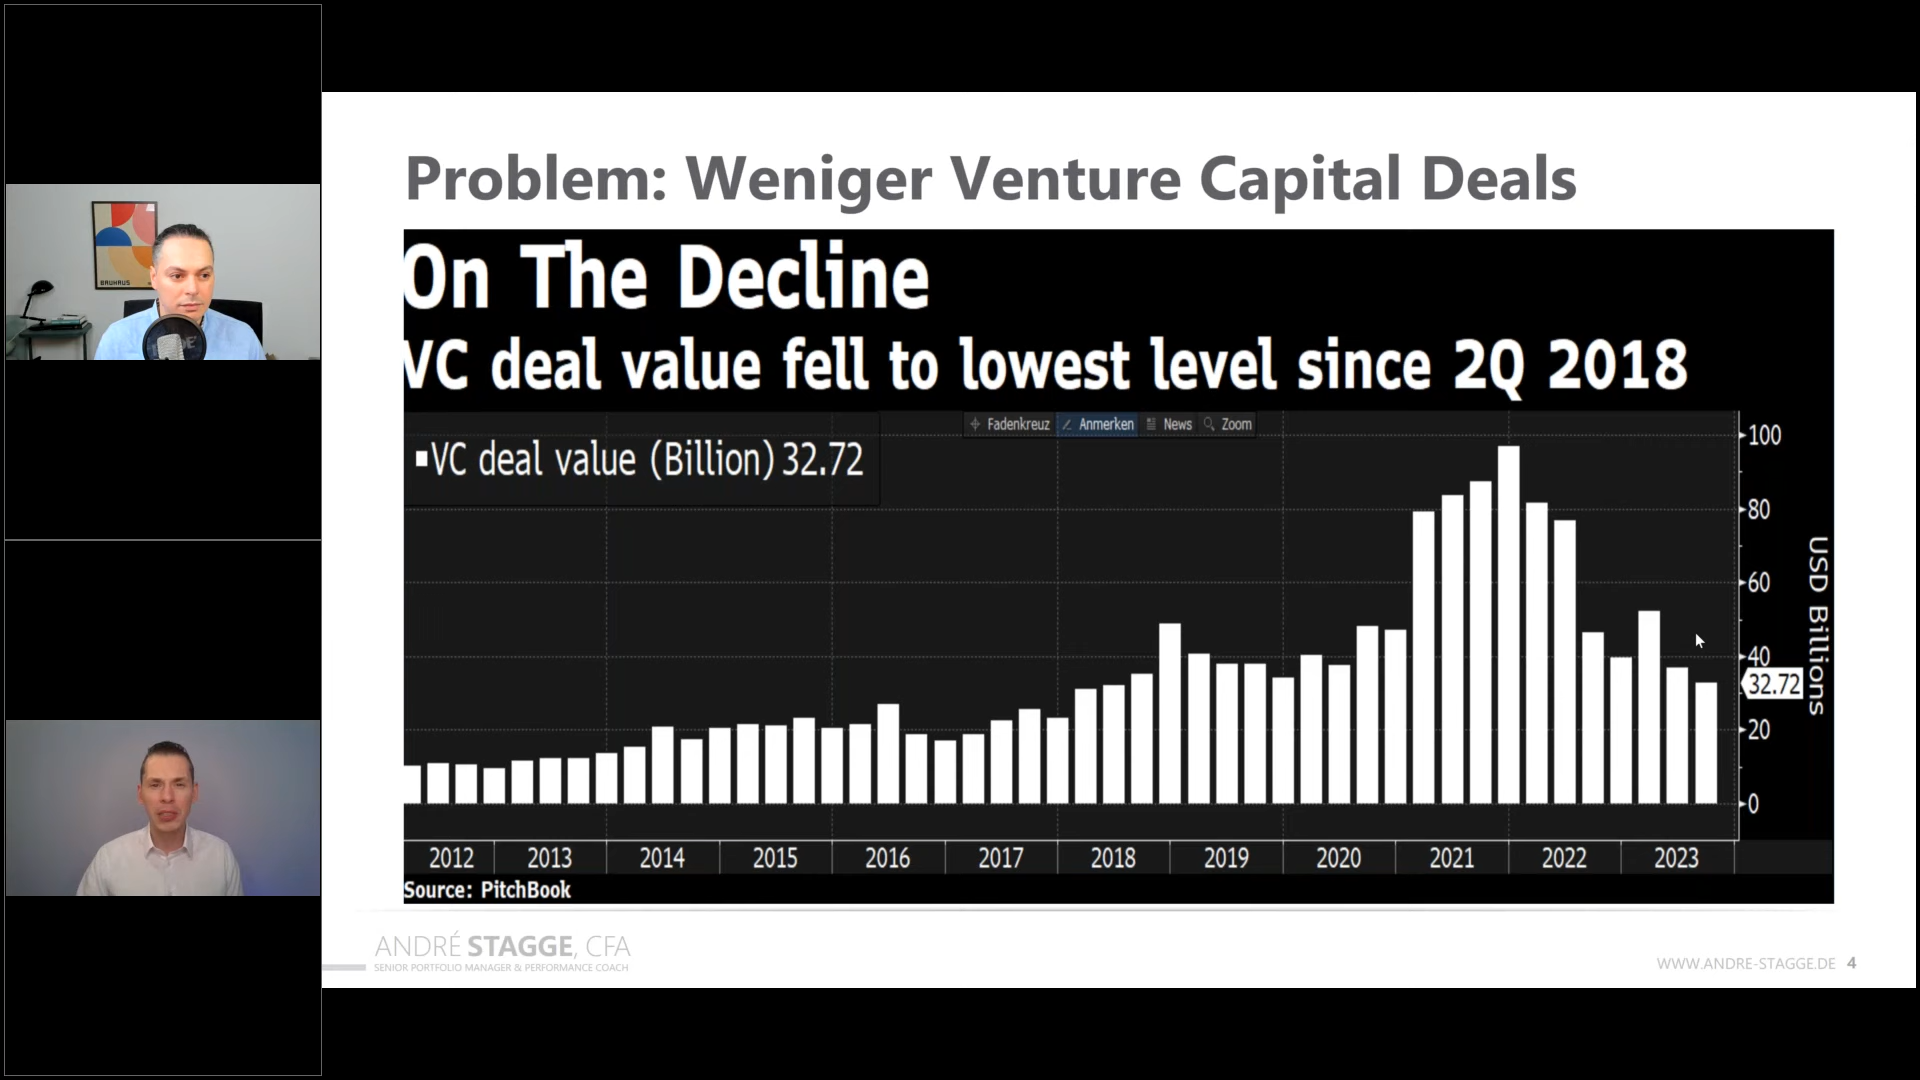 BAUHAUS
Problem: Weniger Venture Capital Deals
On The Decline
VC deal value fell to lowest level since 2Q 2018
Fadenkreuz Anmerken News Zoom
VC deal value (Billion) 32.72
100
80
60
40
32.72
20
0
USD Billions
2012 2013 2014 2015 2016 2017 2018 2019 2020 2021 2022 2023
Source: PitchBook
ANDRÉ STAGGE, CFA
SENIOR PORTFOLIO MANAGER & PERFORMANCE COACH
WWW.ANDRE-STAGGE.DE 4